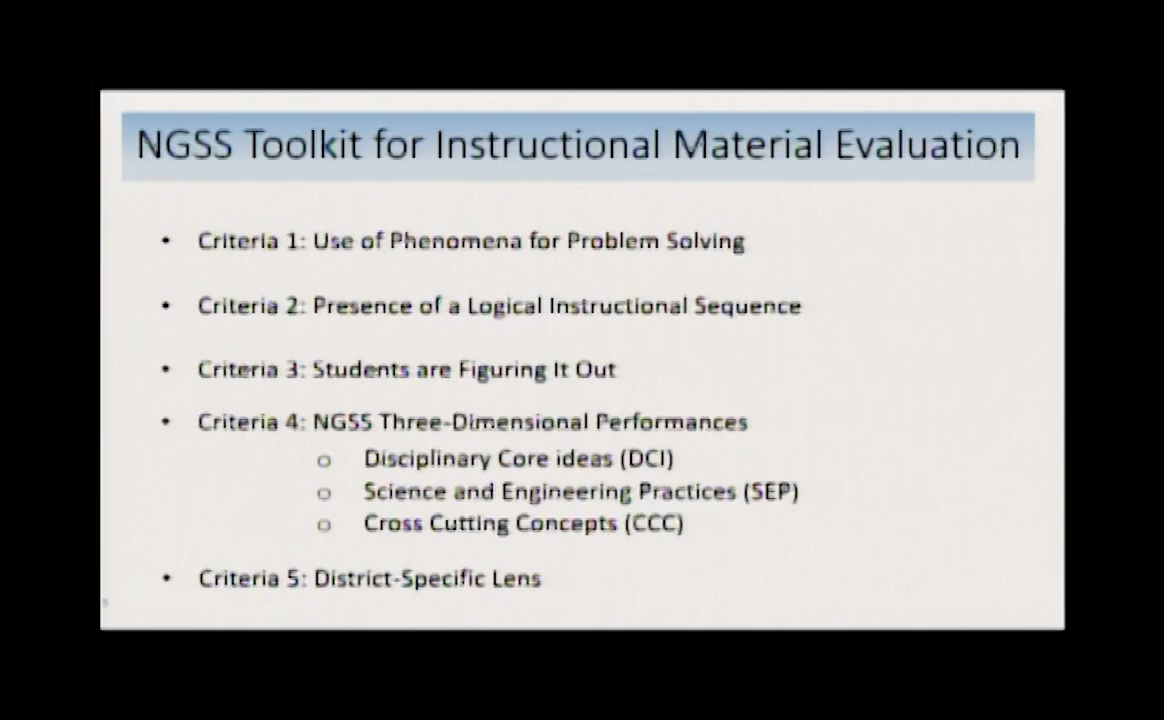 NGSS Toolkit for Instructional Material Evaluation
• Criteria 1: Use of Phenomena for Problem Solving
• Criteria 2: Presence of a Logical Instructional Sequence
• Criteria 3: Students are Figuring It Out
• Criteria 4: NGSS Three-Dimensional Performances
o Disciplinary Core ideas (DCI)
o Science and Engineering Practices (SEP)
o Cross Cutting Concepts (CCC)
• Criteria 5: District-Specific Lens